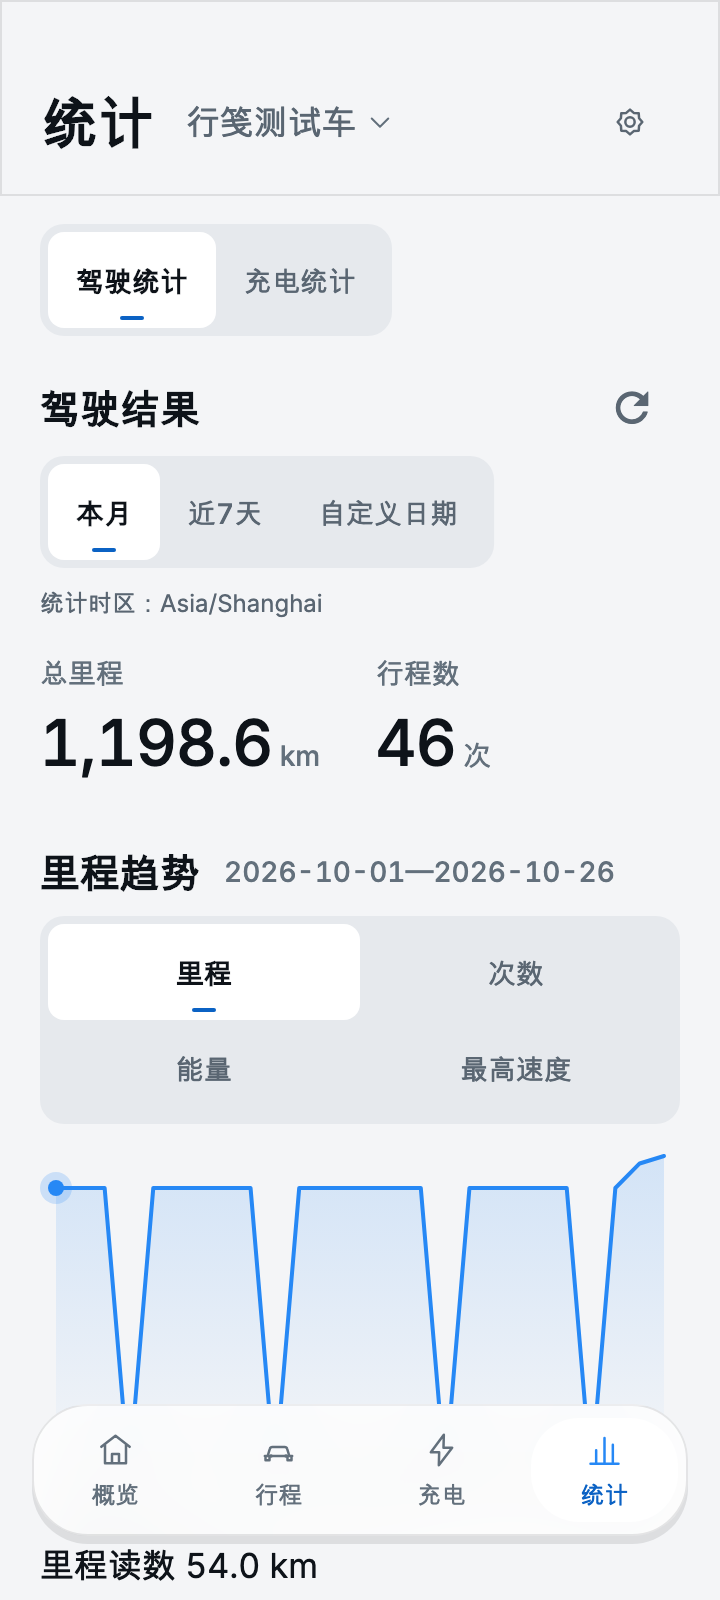 统计 行笺测试车
驾驶统计 充电统计
驾驶结果
本月 近7天 自定义日期
统计时区：Asia/Shanghai
总里程 行程数
1,198.6 km 46 次
里程趋势 2026-10-01—2026-10-26
里程 次数
能量 最高速度
概览 行程 充电 统计
里程读数 54.0 km